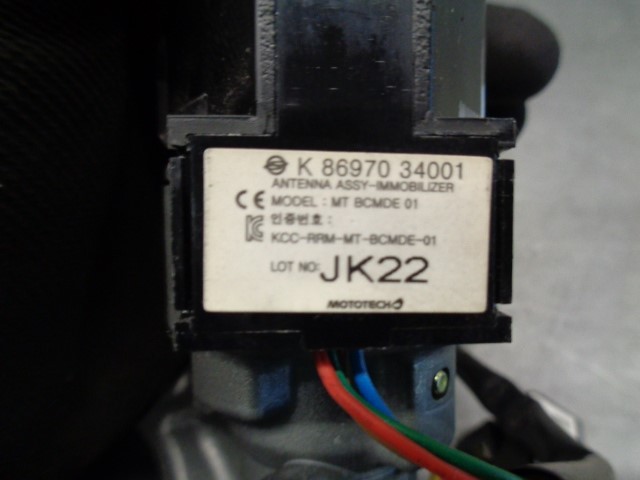 K 86970 34001
ANTENNA ASSY-IMMOBILIZER
CE MODEL : MT BCMDE 01
인증번호 :
KCC-RRM-MT-BCMDE-01
LOT NO: JK22
MOTOTECH